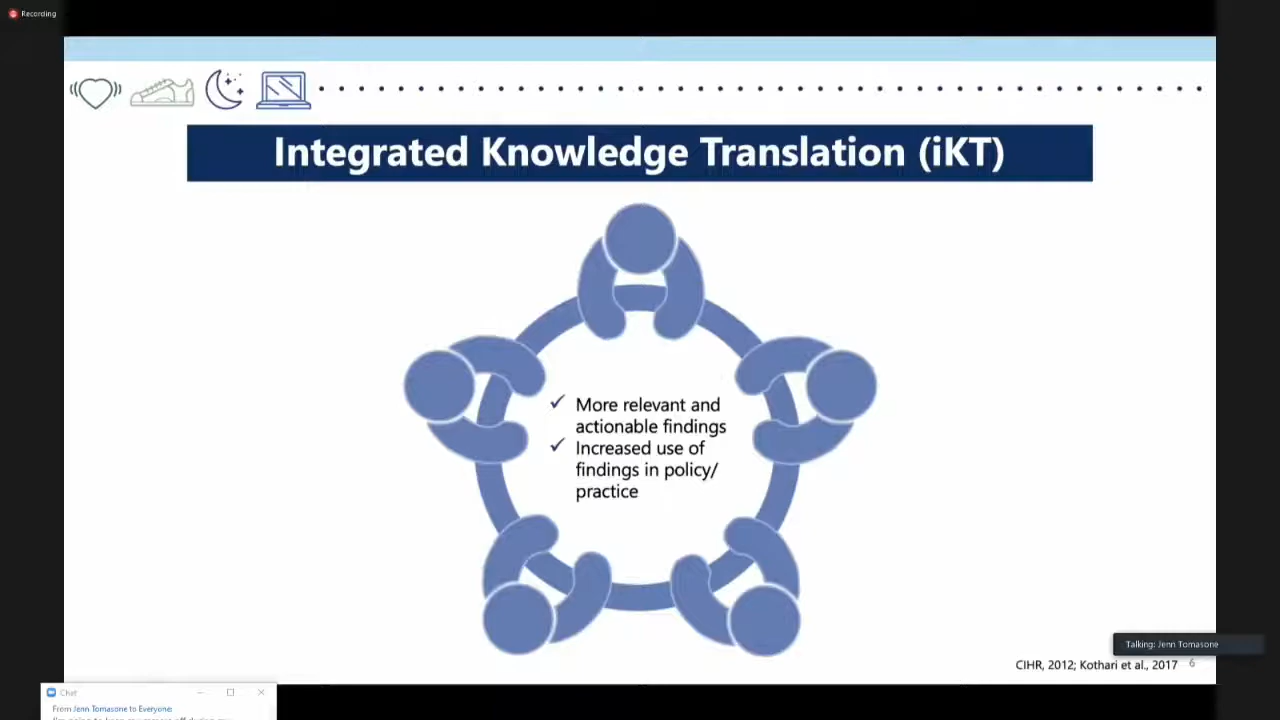 Recording
Integrated Knowledge Translation (iKT)
✓ More relevant and
actionable findings
✓ Increased use of
findings in policy/
practice
Talking: Jenn Tomasone
CIHR, 2012; Kothari et al., 2017 6
Chat
From Jenn Tomasone to Everyone: